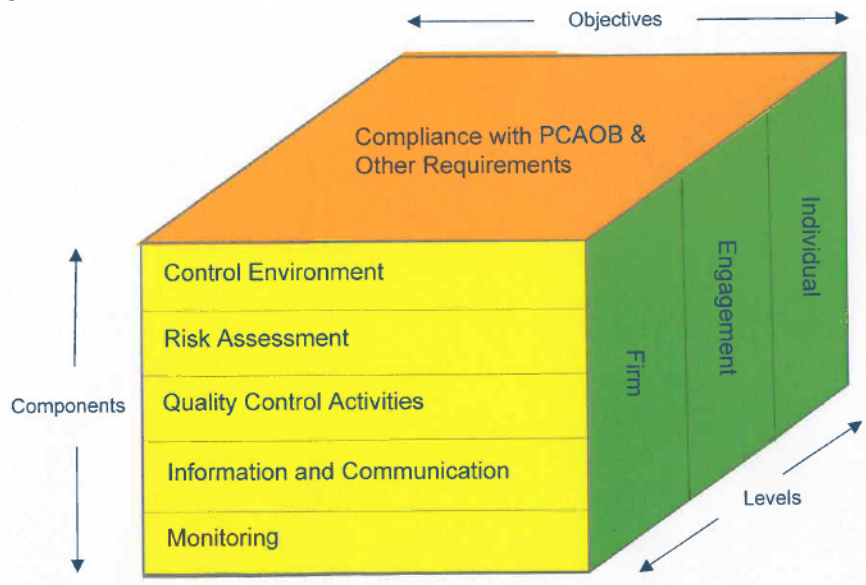 Objectives
Compliance with PCAOB &
Other Requirements
Control Environment
Risk Assessment
Quality Control Activities
Information and Communication
Monitoring
Components
Firm
Engagement
Individual
Levels